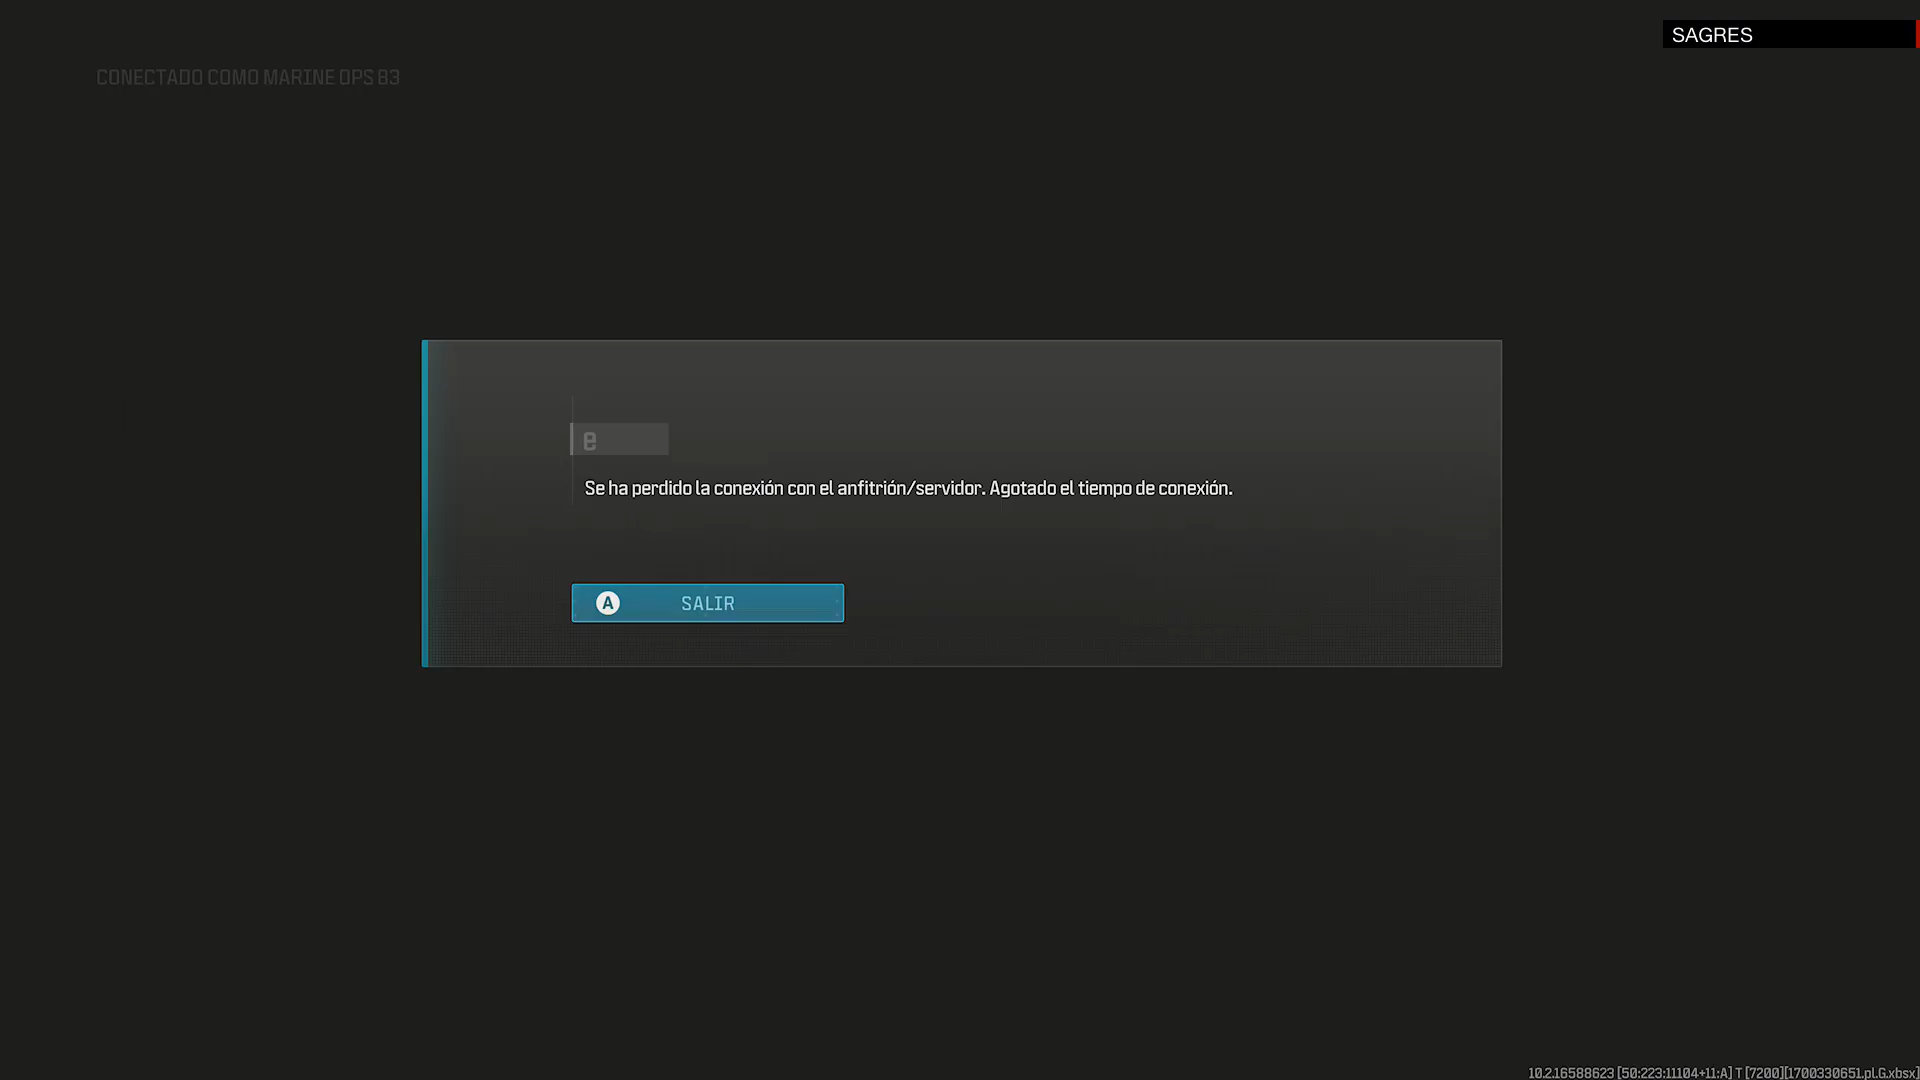 SAGRES
CONECTADO COMO MARINE OPS 83
e
Se ha perdido la conexión con el anfitrión/servidor. Agotado el tiempo de conexión.
A SALIR
10.2.16588623 [50:223:11104+11:A] T [7200][1700330651.pl.G.xbsx]